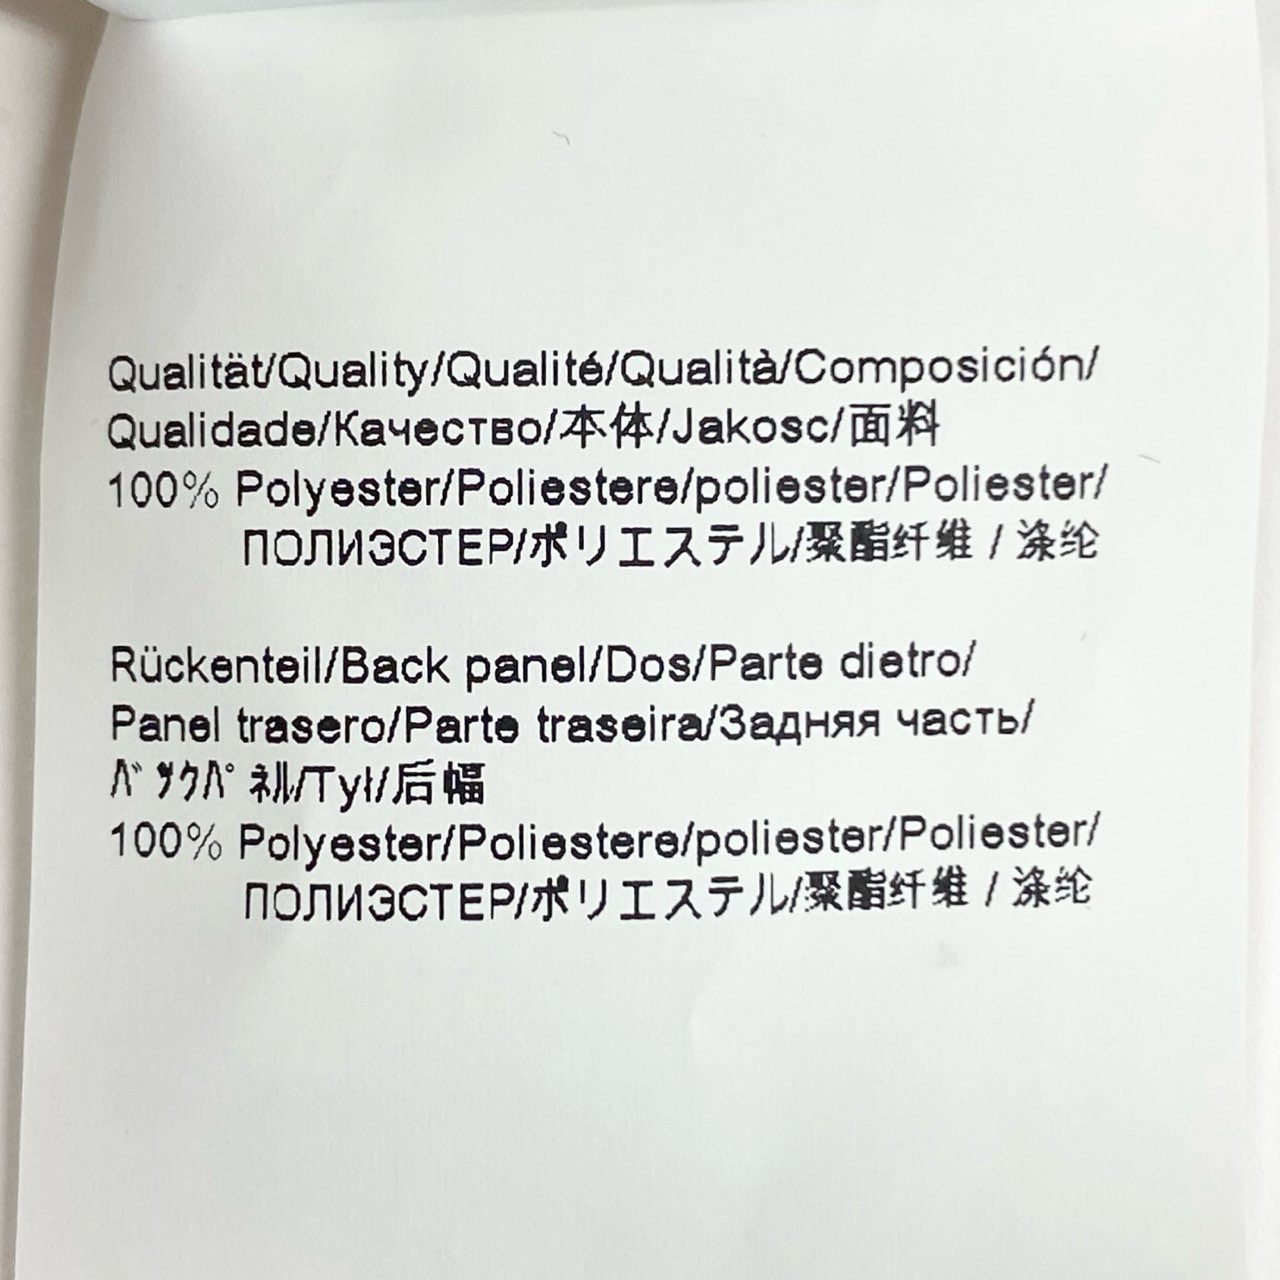 Qualität/Quality/Qualité/Qualità/Composición/
Qualidade/Качество/本体/Jakosc/面料
100% Polyester/Poliestere/poliester/Poliester/
ПОЛИЭСТЕР/ポリエステル/聚酯纤维 / 涤纶
Rückenteil/Back panel/Dos/Parte dietro/
Panel trasero/Parte traseira/Задняя часть/
ﾊﾞｯｸﾊﾟﾈﾙ/Tył/后幅
100% Polyester/Poliestere/poliester/Poliester/
ПОЛИЭСТЕР/ポリエステル/聚酯纤维 / 涤纶